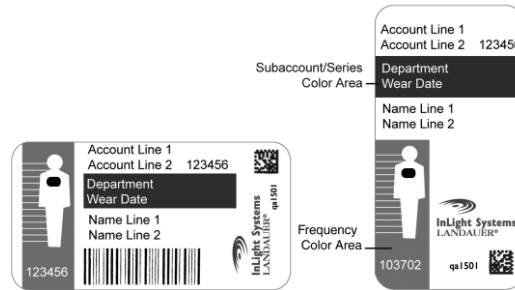 Account Line 1
Account Line 2 123456
Department
Wear Date
Name Line 1
Name Line 2
123456
InLight Systems
LANDAUER®
qa1501
Subaccount/Series
Color Area
Frequency
Color Area
Account Line 1
Account Line 2 123456
Department
Wear Date
Name Line 1
Name Line 2
InLight Systems
LANDAUER®
103702
qa1501